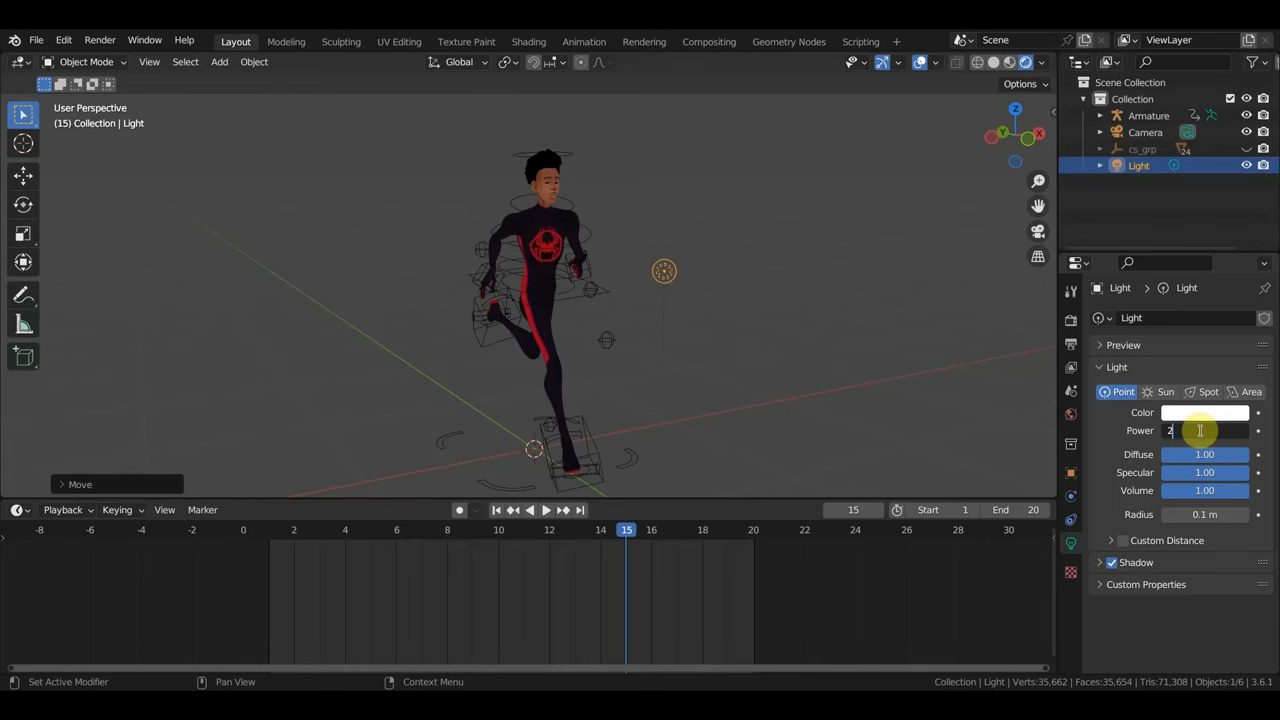 File Edit Render Window Help Layout Modeling Sculpting UV Editing Texture Paint Shading Animation Rendering Compositing Geometry Nodes Scripting + Scene ViewLayer
Object Mode View Select Add Object Global
Options
User Perspective
(15) Collection | Light
Z
Y
X
Move
Scene Collection
Collection
Armature
Camera
cs_grp 24
Light
Light Light
Light
Preview
Light
Point Sun Spot Area
Color
Power 2
Diffuse 1.00
Specular 1.00
Volume 1.00
Radius 0.1 m
Custom Distance
Shadow
Custom Properties
Playback Keying View Marker 15 Start 1 End 20
-8 -6 -4 -2 0 2 4 6 8 10 12 14 15 16 18 20 22 24 26 28 30
Set Active Modifier Pan View Context Menu Collection | Light | Verts:35,662 | Faces:35,654 | Tris:71,308 | Objects:1/6 | 3.6.1